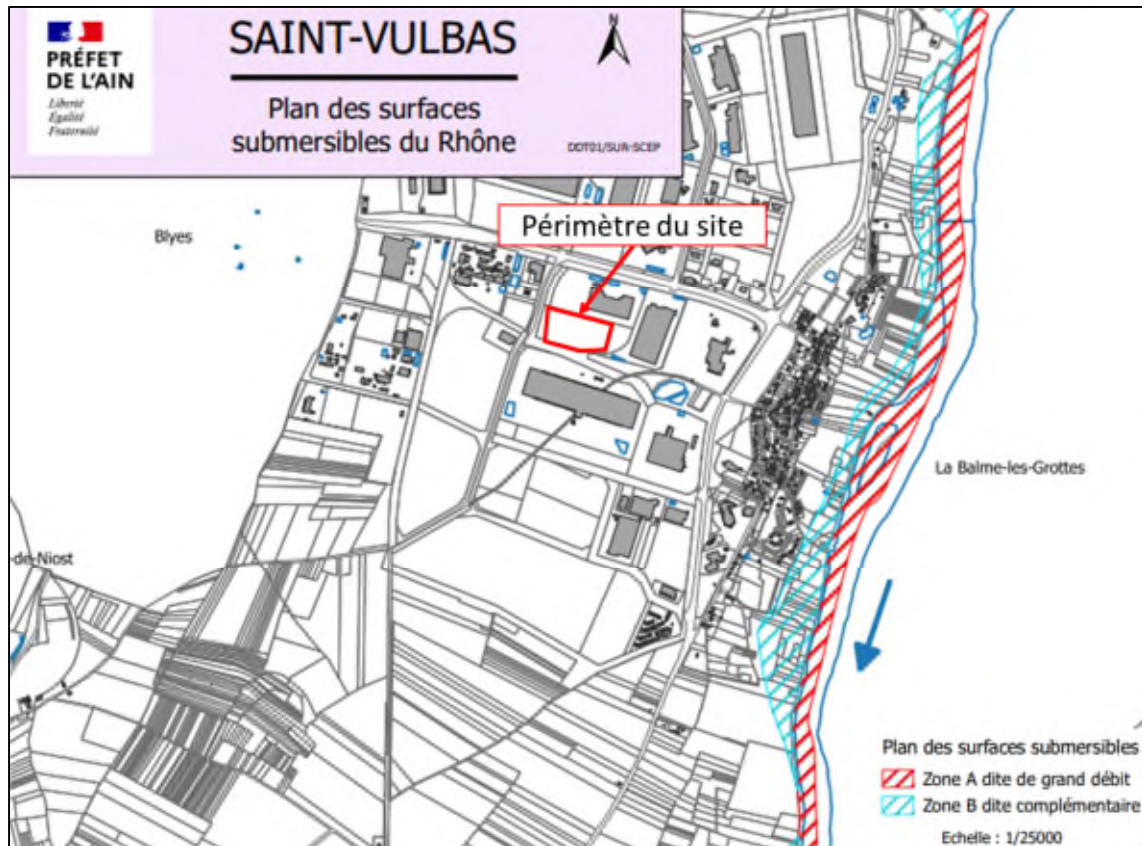 PRÉFET
DE L'AIN
Liberté
Égalité
Fraternité
SAINT-VULBAS
Plan des surfaces
submersibles du Rhône
N
DDT01/SUR-SCEP
Périmètre du site
Blyes
La Balme-les-Grottes
-de-Niost
Plan des surfaces submersibles
Zone A dite de grand débit
Zone B dite complémentaire
Echelle : 1/25000